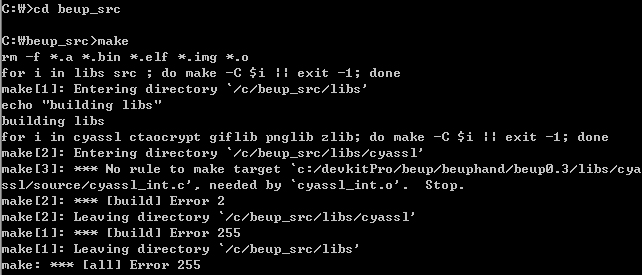 C:₩>cd beup_src
C:₩beup_src>make
rm -f *.a *.bin *.elf *.img *.o
for i in libs src ; do make -C $i || exit -1; done
make[1]: Entering directory `/c/beup_src/libs'
echo "building libs"
building libs
for i in cyassl ctaocrypt giflib pnglib zlib; do make -C $i || exit -1; done
make[2]: Entering directory `/c/beup_src/libs/cyassl'
make[3]: *** No rule to make target `c:/devkitPro/beup/beuphand/beup0.3/libs/cya
ssl/source/cyassl_int.c', needed by `cyassl_int.o'.  Stop.
make[2]: *** [build] Error 2
make[2]: Leaving directory `/c/beup_src/libs/cyassl'
make[1]: *** [build] Error 255
make[1]: Leaving directory `/c/beup_src/libs'
make: *** [all] Error 255